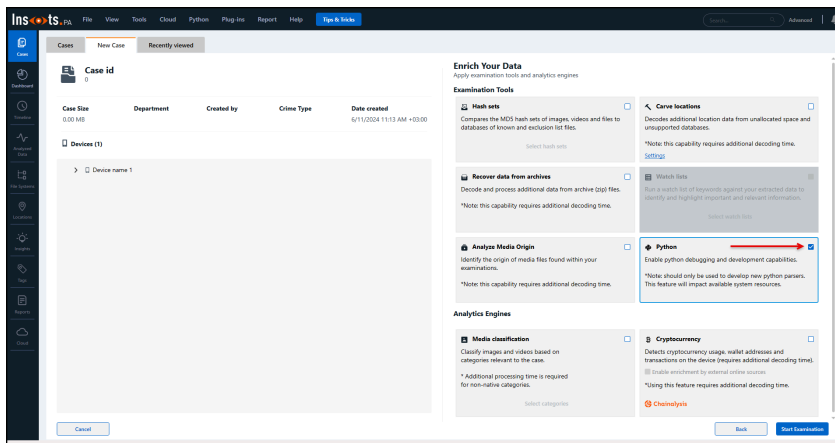 Ins<●>ts.PA File View Tools Cloud Python Plug-ins Report Help Tips & Tricks Search... Advanced
Cases
Dashboard
Timeline
Analyzed
Data
File Systems
Locations
Insights
Tags
Reports
Cloud
Cases New Case Recently viewed
Case id
0
Case Size Department Created by Crime Type Date created
0.00 MB 6/11/2024 11:13 AM +03:00
Devices (1)
Device name 1
Enrich Your Data
Apply examination tools and analytics engines
Examination Tools
Hash sets
Compares the MD5 hash sets of images, videos and files to
databases of known and exclusion list files.
Select hash sets
Carve locations
Decodes additional location data from unallocated space and
unsupported databases.
*Note: this capability requires additional decoding time.
Settings
Recover data from archives
Decode and process additional data from archive (zip) files.
*Note: this capability requires additional decoding time.
Watch lists
Run a watch list of keywords against your extracted data to
identify and highlight important and relevant information.
Select watch lists
Analyze Media Origin
Identify the origin of media files found within your
examinations.
*Note: this capability requires additional decoding time.
Python
Enable python debugging and development capabilities.
*Note: should only be used to develop new python parsers.
This feature will impact available system resources.
Analytics Engines
Media classification
Classify images and videos based on
categories relevant to the case.
* Additional processing time is required
for non-native categories.
Select categories
Cryptocurrency
Detects cryptocurrency usage, wallet addresses and
transactions on the device (requires additional decoding time).
Enable enrichment by external online sources
*Using this feature requires additional decoding time.
Chainalysis
Cancel Back Start Examination